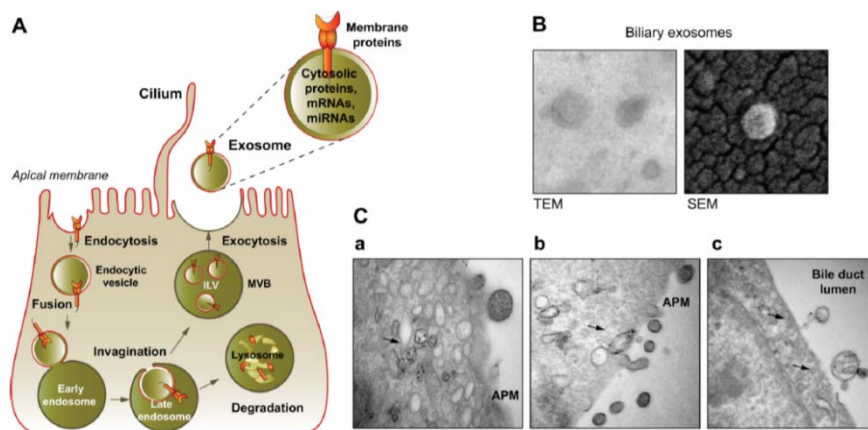 A
Membrane
proteins
Cytosolic
proteins,
mRNAs,
miRNAs
Cilium
Exosome
Apical membrane
Endocytosis
Exocytosis
Endocytic
vesicle
ILV
MVB
Fusion
Invagination
Lysosome
Early
endosome
Late
endosome
Degradation
B
Biliary exosomes
TEM
SEM
C
a
APM
b
APM
c
Bile duct
lumen